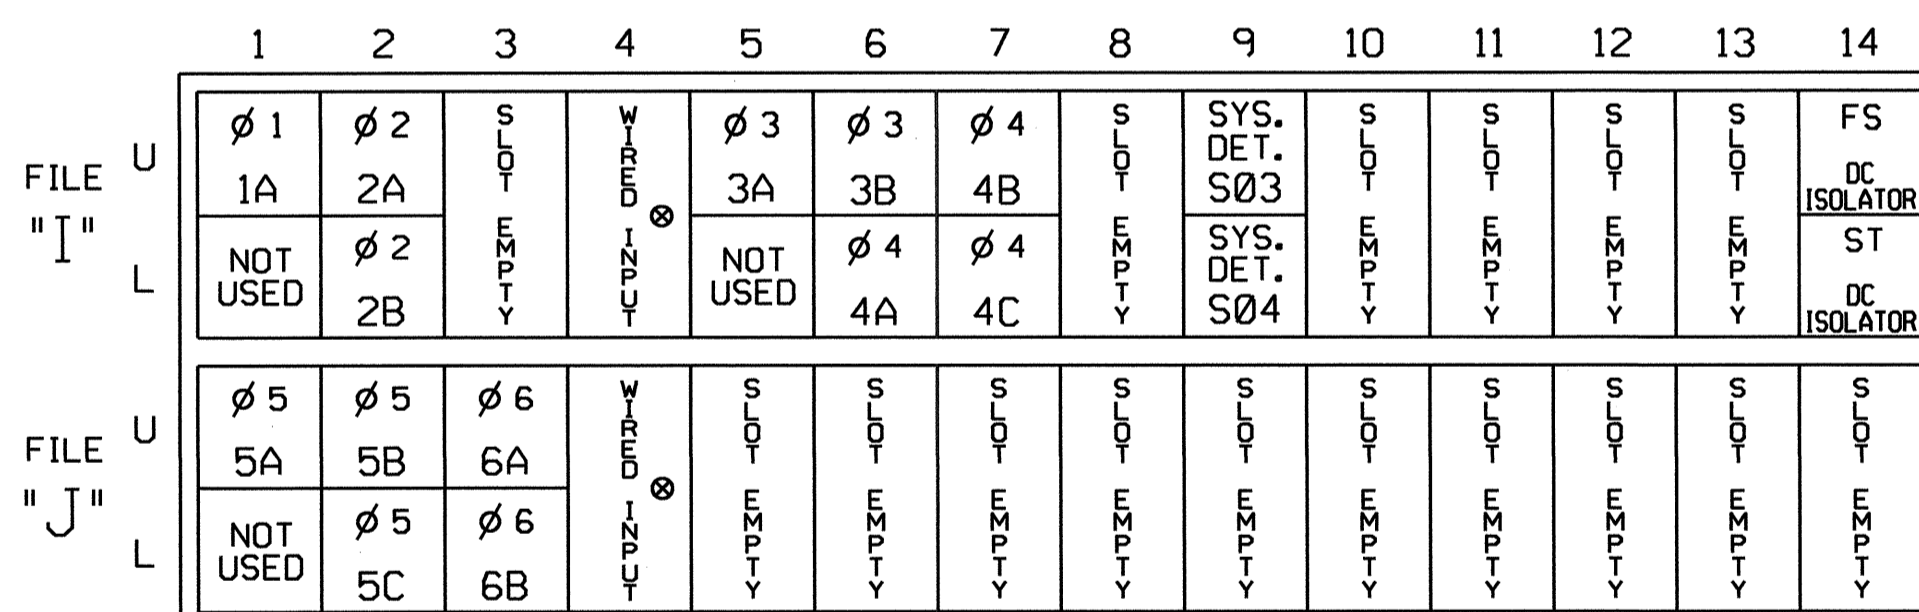 1 2 3 4 5 6 7 8 9 10 11 12 13 14
FILE "I"
U
L
Ø 1 1A
NOT USED
Ø 2 2A
Ø 2 2B
SLOT EMPTY
WIRED INPUT ⊗
Ø 3 3A
NOT USED
Ø 3 3B
Ø 4 4A
Ø 4 4B
Ø 4 4C
SLOT EMPTY
SYS. DET. SØ3
SYS. DET. SØ4
SLOT EMPTY
SLOT EMPTY
SLOT EMPTY
SLOT EMPTY
FS DC ISOLATOR
ST DC ISOLATOR
FILE "J"
U
L
Ø 5 5A
NOT USED
Ø 5 5B
Ø 5 5C
Ø 6 6A
Ø 6 6B
WIRED INPUT ⊗
SLOT EMPTY
SLOT EMPTY
SLOT EMPTY
SLOT EMPTY
SLOT EMPTY
SLOT EMPTY
SLOT EMPTY
SLOT EMPTY
SLOT EMPTY
SLOT EMPTY